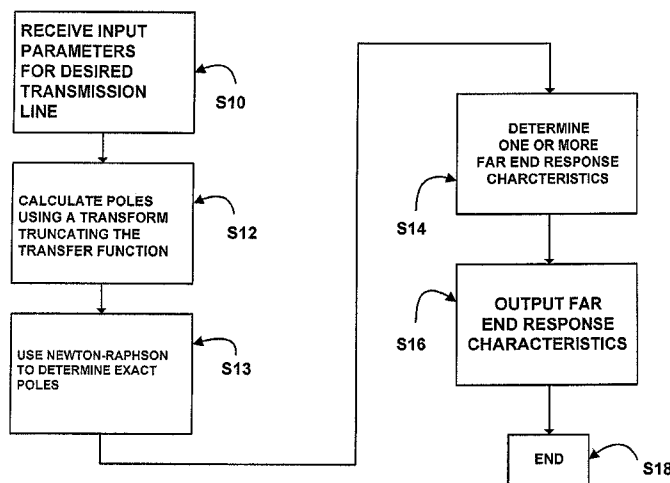 RECEIVE INPUT
PARAMETERS
FOR DESIRED
TRANSMISSION
LINE
S10
CALCULATE POLES
USING A TRANSFORM
TRUNCATING THE
TRANSFER FUNCTION
S12
USE NEWTON-RAPHSON
TO DETERMINE EXACT
POLES
S13
DETERMINE
ONE OR MORE
FAR END RESPONSE
CHARCTERISTICS
S14
OUTPUT FAR
END RESPONSE
CHARACTERISTICS
S16
END
S18